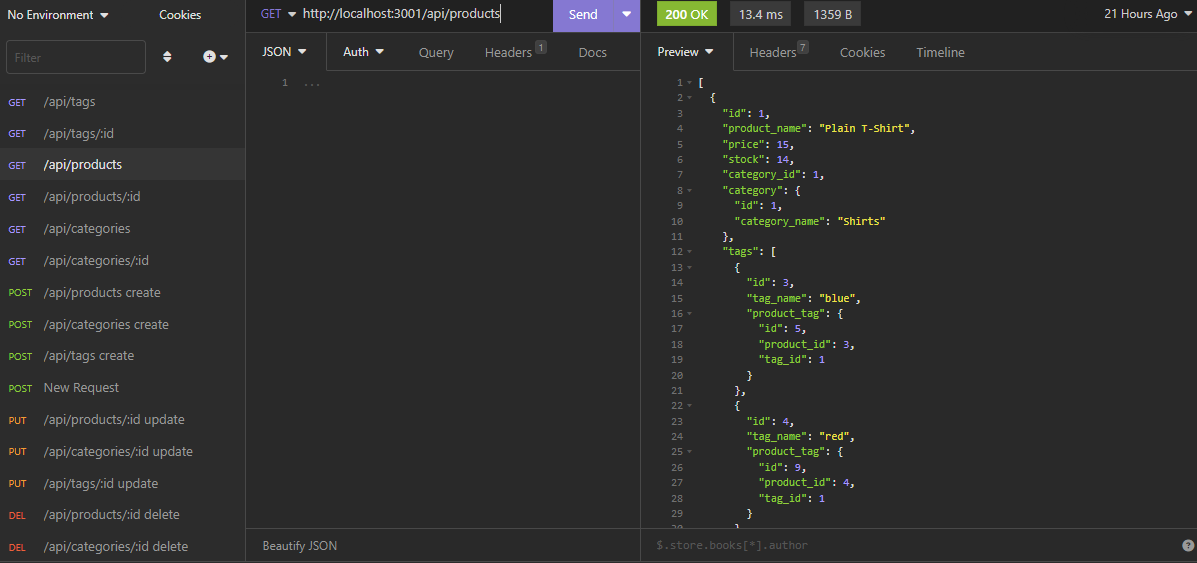 No Environment
Cookies
Filter
GET /api/tags
GET /api/tags/:id
GET /api/products
GET /api/products/:id
GET /api/categories
GET /api/categories/:id
POST /api/products create
POST /api/categories create
POST /api/tags create
POST New Request
PUT /api/products/:id update
PUT /api/categories/:id update
PUT /api/tags/:id update
DEL /api/products/:id delete
DEL /api/categories/:id delete
GET http://localhost:3001/api/products Send
JSON Auth Query Headers 1 Docs
1 ...
Beautify JSON
200 OK 13.4 ms 1359 B 21 Hours Ago
Preview Headers 7 Cookies Timeline
1 [
2 {
3 "id": 1,
4 "product_name": "Plain T-Shirt",
5 "price": 15,
6 "stock": 14,
7 "category_id": 1,
8 "category": {
9 "id": 1,
10 "category_name": "Shirts"
11 },
12 "tags": [
13 {
14 "id": 3,
15 "tag_name": "blue",
16 "product_tag": {
17 "id": 5,
18 "product_id": 3,
19 "tag_id": 1
20 }
21 },
22 {
23 "id": 4,
24 "tag_name": "red",
25 "product_tag": {
26 "id": 9,
27 "product_id": 4,
28 "tag_id": 1
29 }
$.store.books[*].author
?